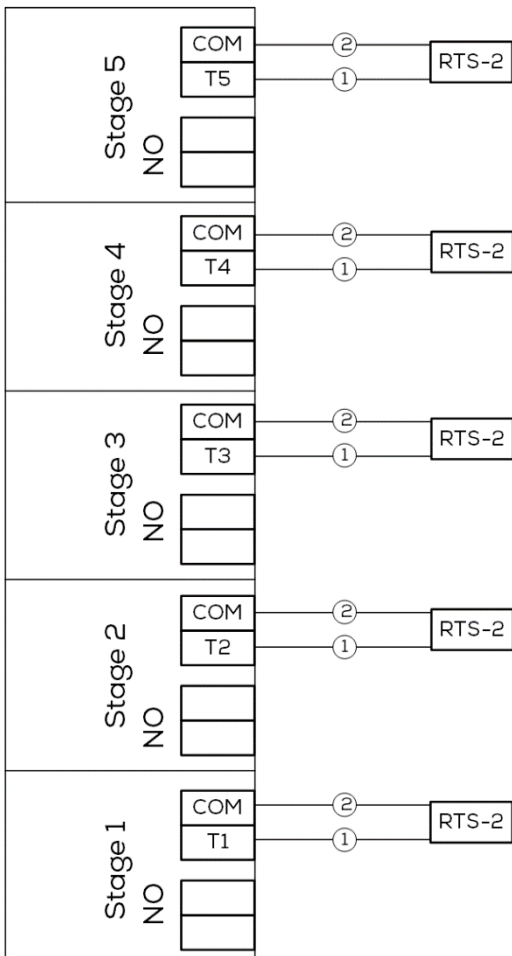 Stage 5
NO
COM
T5
2
1
RTS-2
Stage 4
NO
COM
T4
2
1
RTS-2
Stage 3
NO
COM
T3
2
1
RTS-2
Stage 2
NO
COM
T2
2
1
RTS-2
Stage 1
NO
COM
T1
2
1
RTS-2